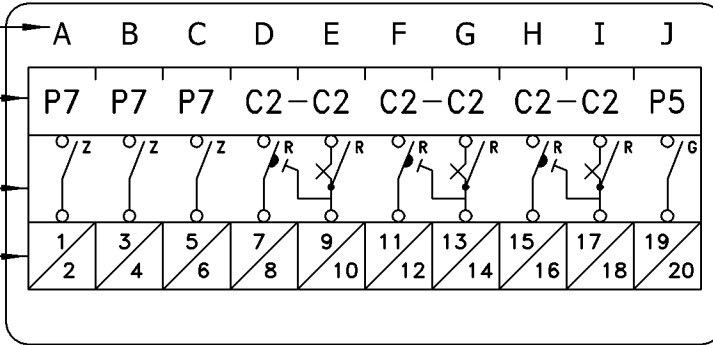 A B C D E F G H I J
P7 P7 P7 C2-C2 C2-C2 C2-C2 P5
Z Z Z R R R R R R G
1 3 5 7 9 11 13 15 17 19
2 4 6 8 10 12 14 16 18 20